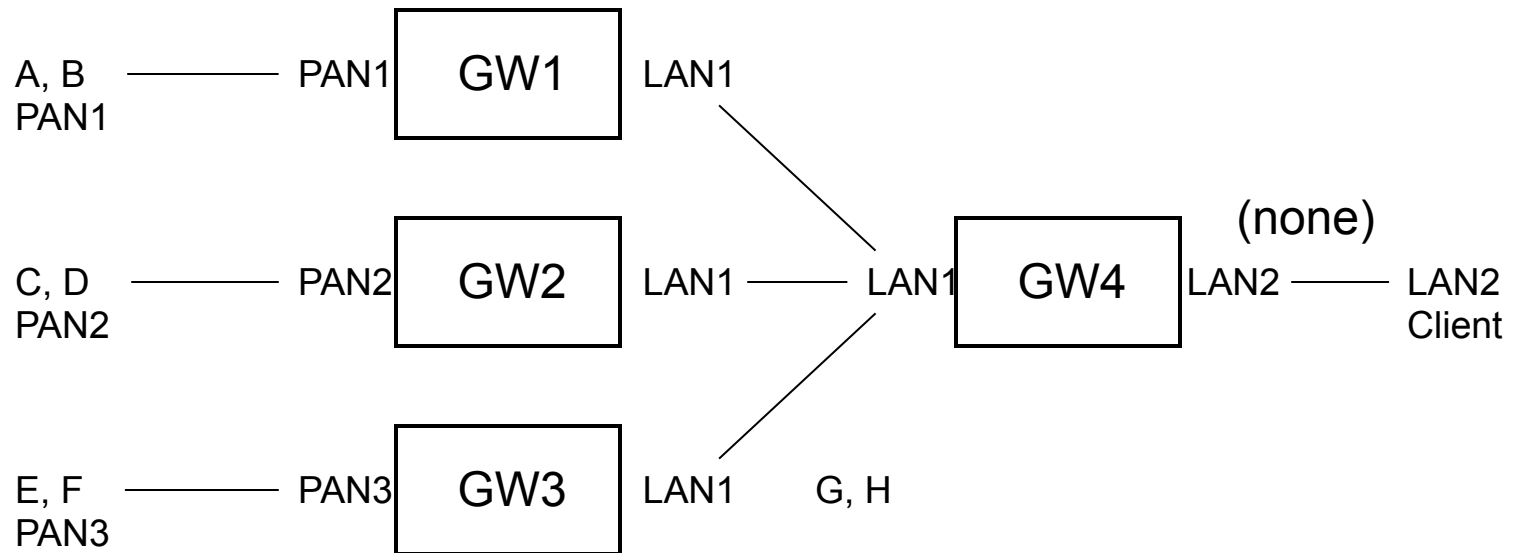 A, B
PAN1
PAN1
GW1
LAN1
(none)
C, D
PAN2
PAN2
GW2
LAN1
LAN1
GW4
LAN2
LAN2
Client
E, F
PAN3
PAN3
GW3
LAN1
G, H